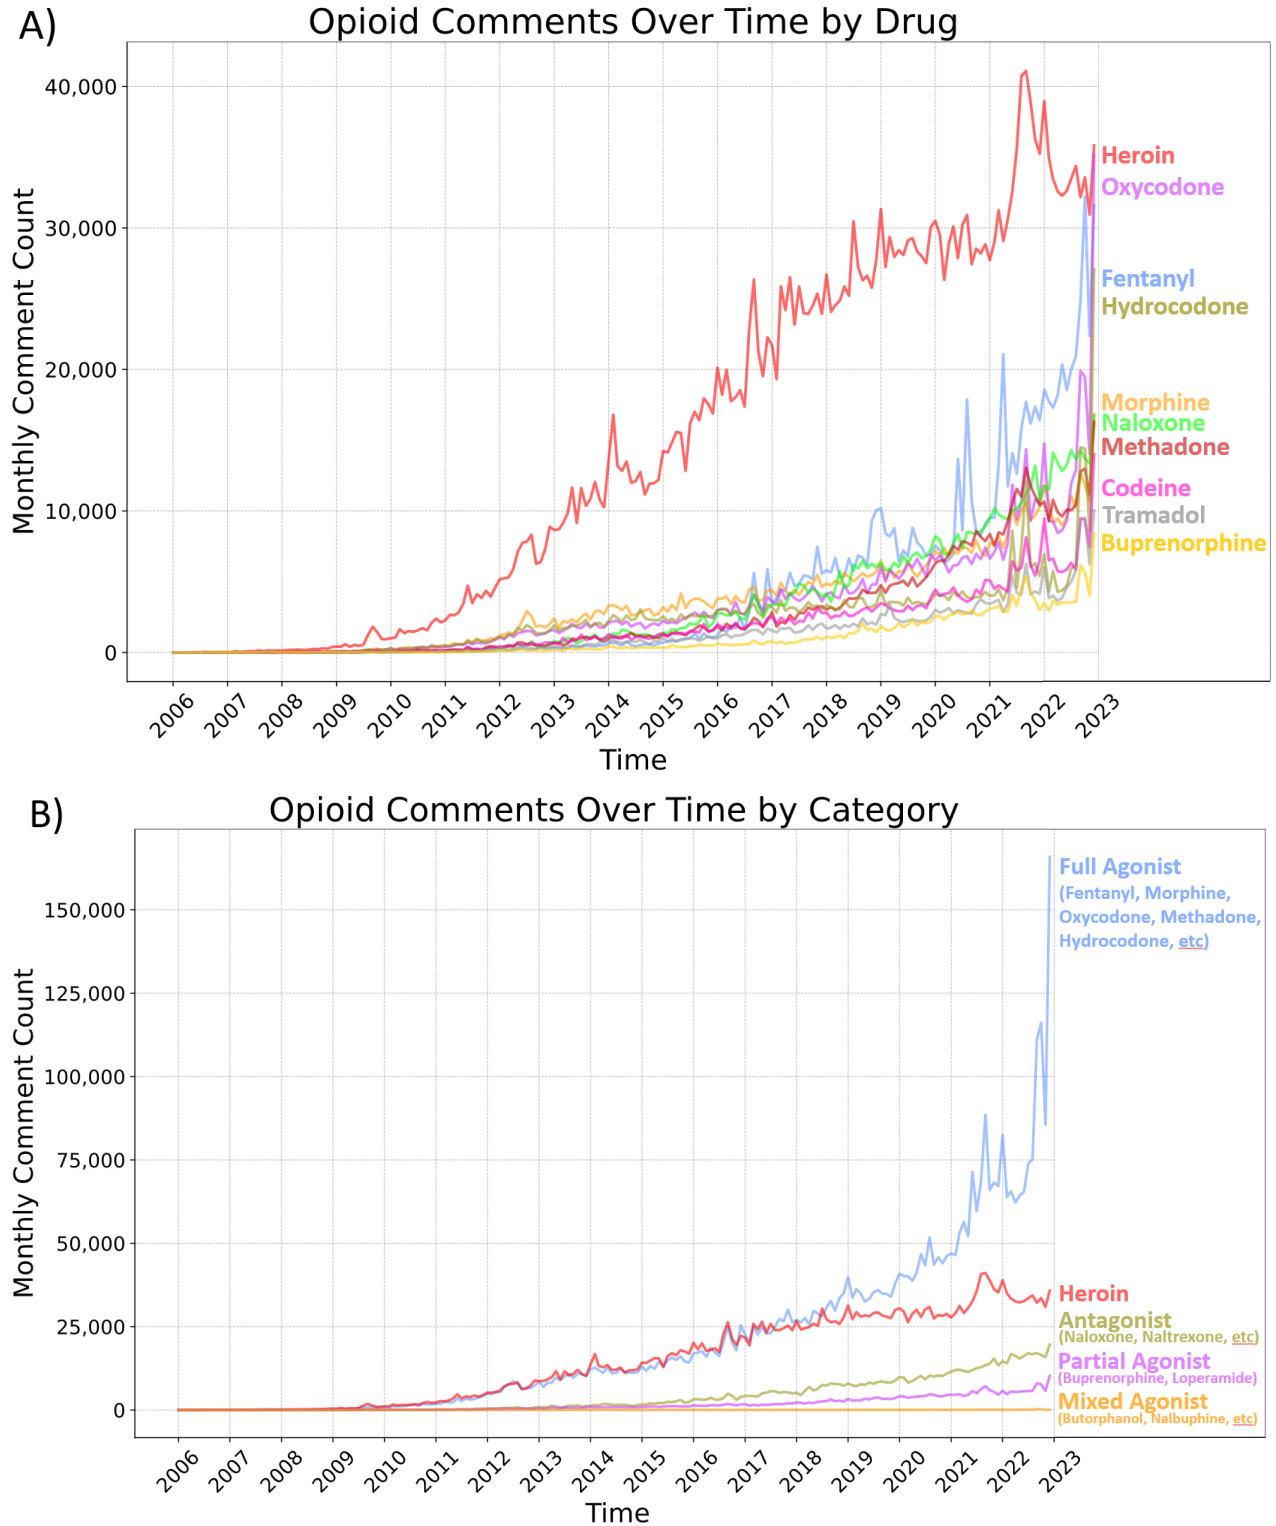 A)
Opioid Comments Over Time by Drug
Monthly Comment Count
40,000
30,000
20,000
10,000
0
Heroin
Oxycodone
Fentanyl
Hydrocodone
Morphine
Naloxone
Methadone
Codeine
Tramadol
Buprenorphine
2006
2007
2008
2009
2010
2011
2012
2013
2014
2015
2016
2017
2018
2019
2020
2021
2022
2023
Time
B)
Opioid Comments Over Time by Category
Monthly Comment Count
150,000
125,000
100,000
75,000
50,000
25,000
0
Full Agonist
(Fentanyl, Morphine,
Oxycodone, Methadone,
Hydrocodone, etc)
Heroin
Antagonist
(Naloxone, Naltrexone, etc)
Partial Agonist
(Buprenorphine, Loperamide)
Mixed Agonist
(Butorphanol, Nalbuphine, etc)
2006
2007
2008
2009
2010
2011
2012
2013
2014
2015
2016
2017
2018
2019
2020
2021
2022
2023
Time